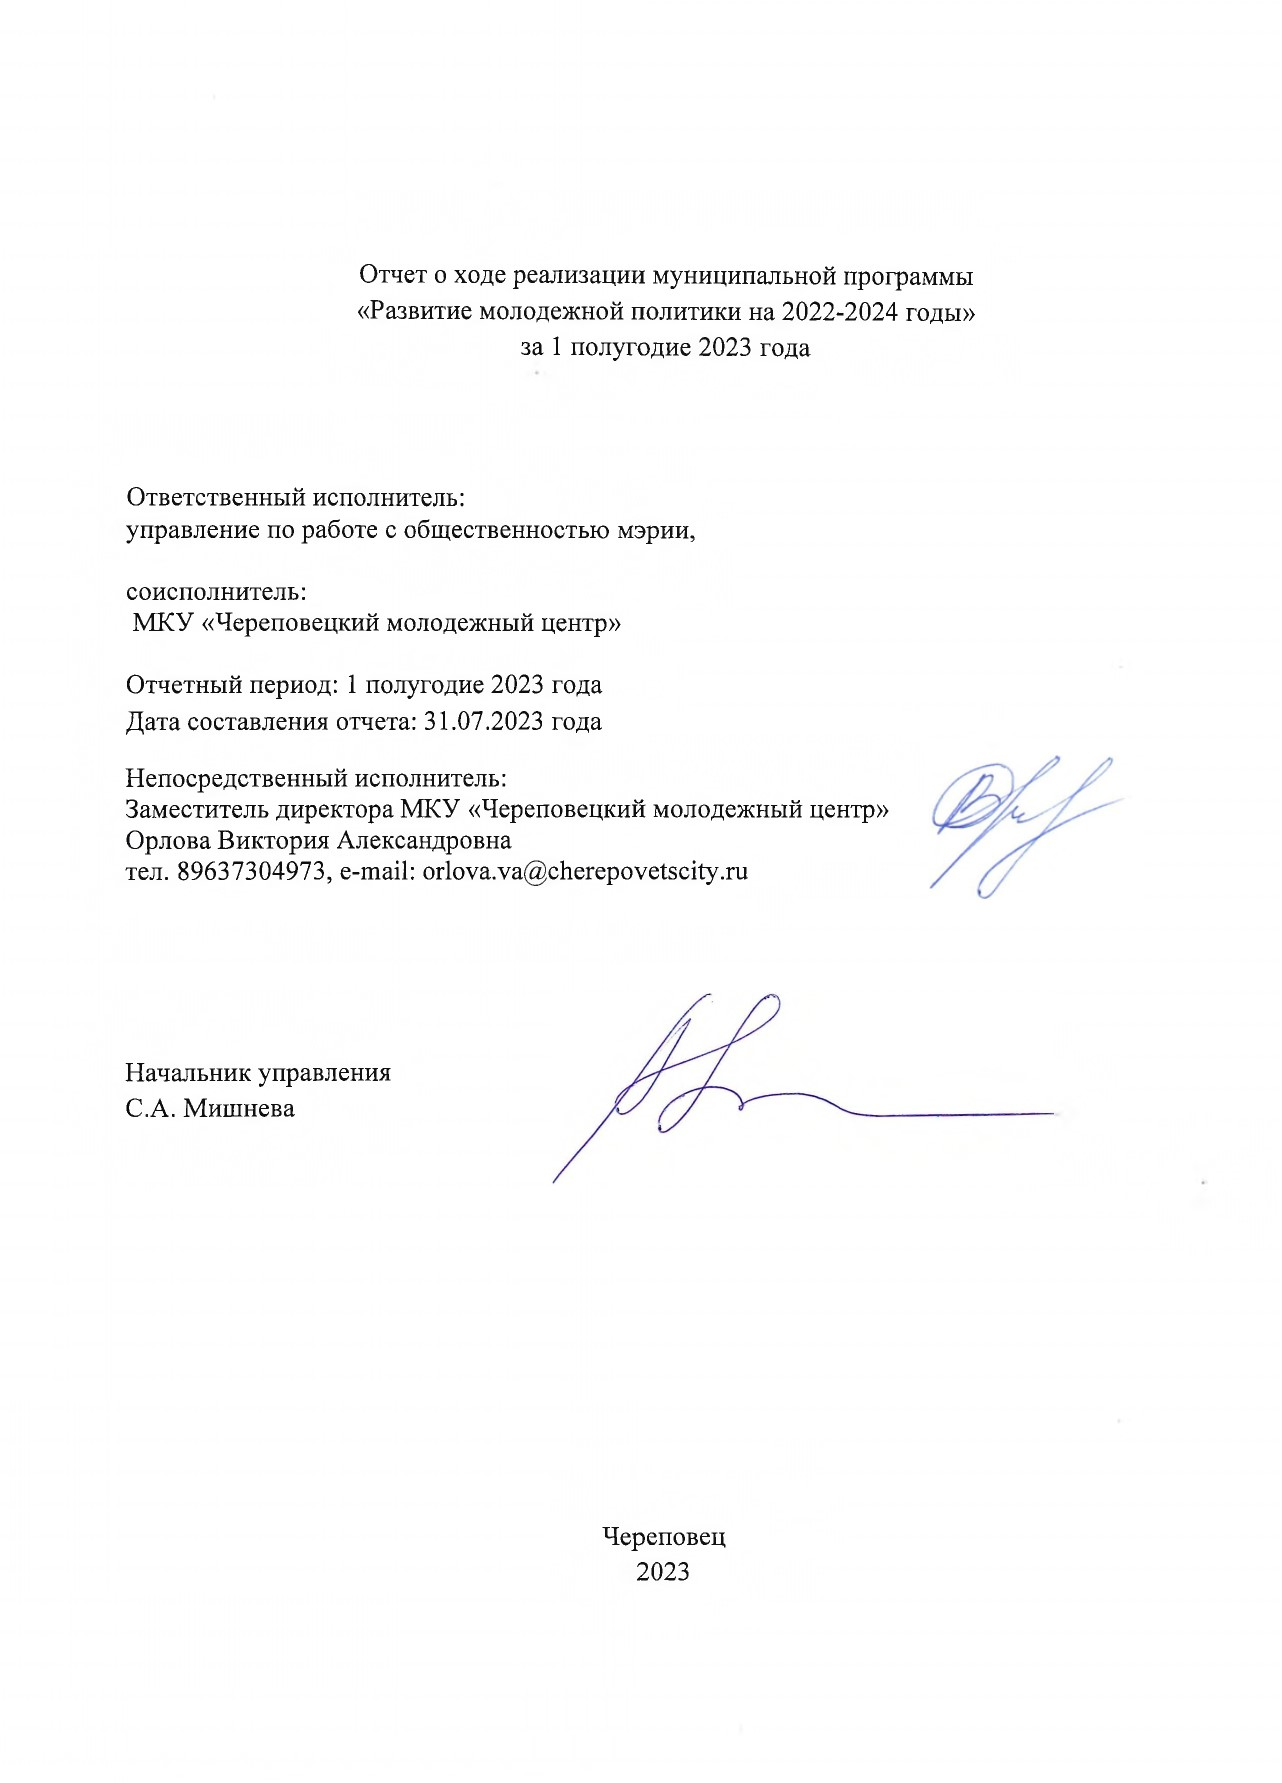 Отчет о ходе реализации муниципальной программы
«Развитие молодежной политики на 2022-2024 годы»
за 1 полугодие 2023 года
Ответственный исполнитель:
управление по работе с общественностью мэрии,
соисполнитель:
МКУ «Череповецкий молодежный центр»
Отчетный период: 1 полугодие 2023 года
Дата составления отчета: 31.07.2023 года
Непосредственный исполнитель:
Заместитель директора МКУ «Череповецкий молодежный центр»
Орлова Виктория Александровна
тел. 89637304973, e-mail: orlova.va@cherepovetscity.ru
Начальник управления
С.А. Мишнева
Череповец
2023